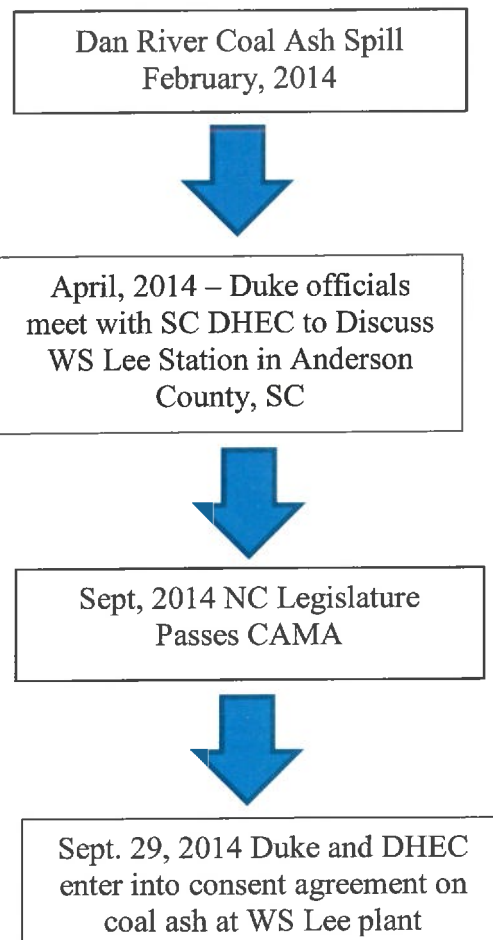 Dan River Coal Ash Spill
February, 2014
April, 2014 – Duke officials
meet with SC DHEC to Discuss
WS Lee Station in Anderson
County, SC
Sept, 2014 NC Legislature
Passes CAMA
Sept. 29, 2014 Duke and DHEC
enter into consent agreement on
coal ash at WS Lee plant